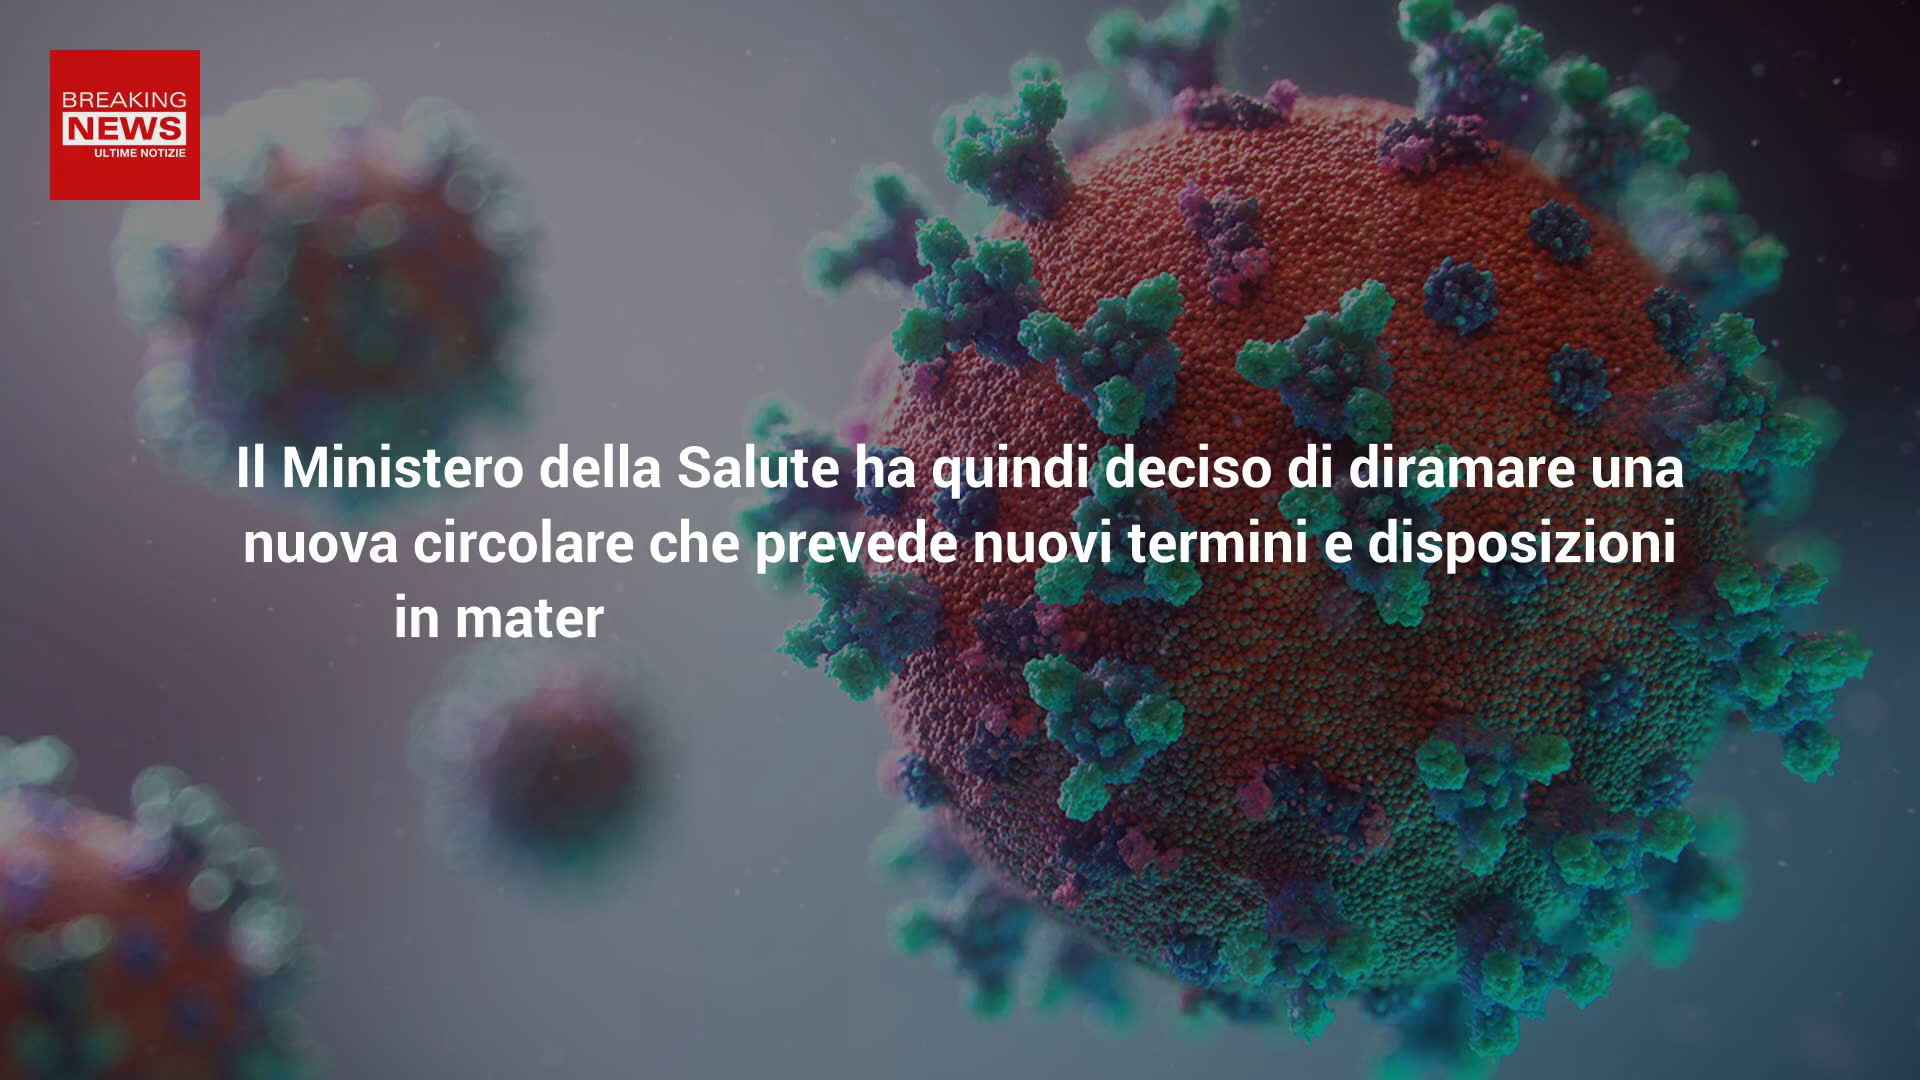 BREAKING
NEWS
ULTIME NOTIZIE
Il Ministero della Salute ha quindi deciso di diramare una
nuova circolare che prevede nuovi termini e disposizioni
in mater